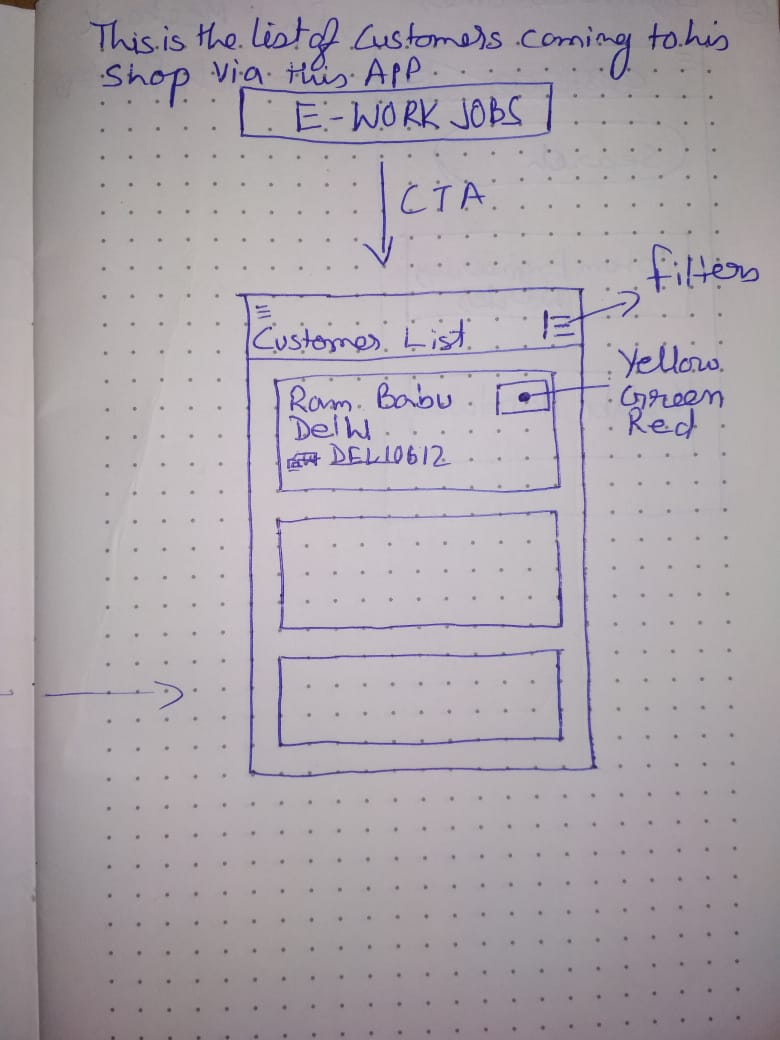 This is the list of Customers coming to his
Shop via this APP
E-WORK JOBS
CTA
filters
Customer List
Yellow
Green
Red
Ram Babu
Delhi
DEL10612